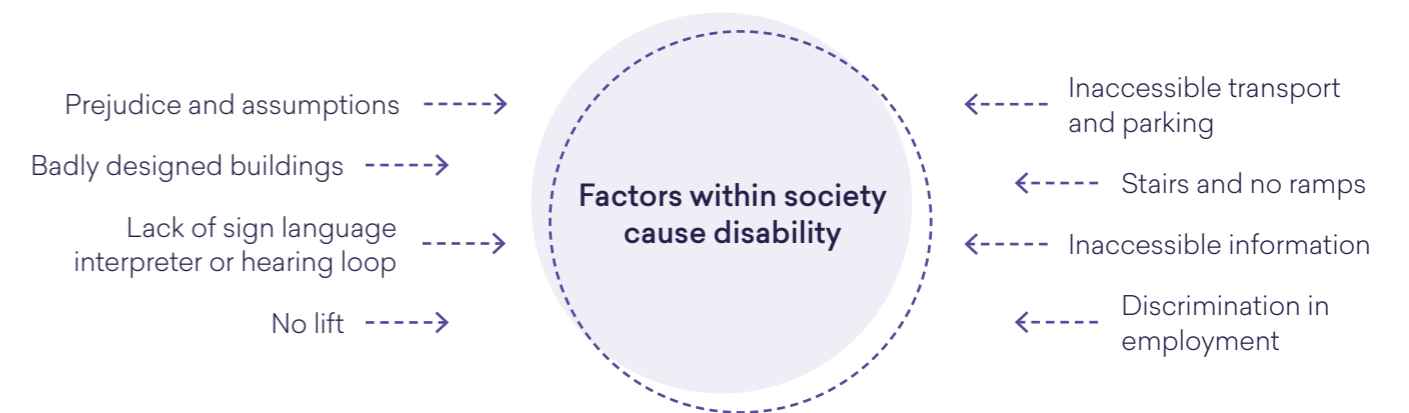 Prejudice and assumptions
Badly designed buildings
Lack of sign language
interpreter or hearing loop
No lift
Factors within society
cause disability
Inaccessible transport
and parking
Stairs and no ramps
Inaccessible information
Discrimination in
employment